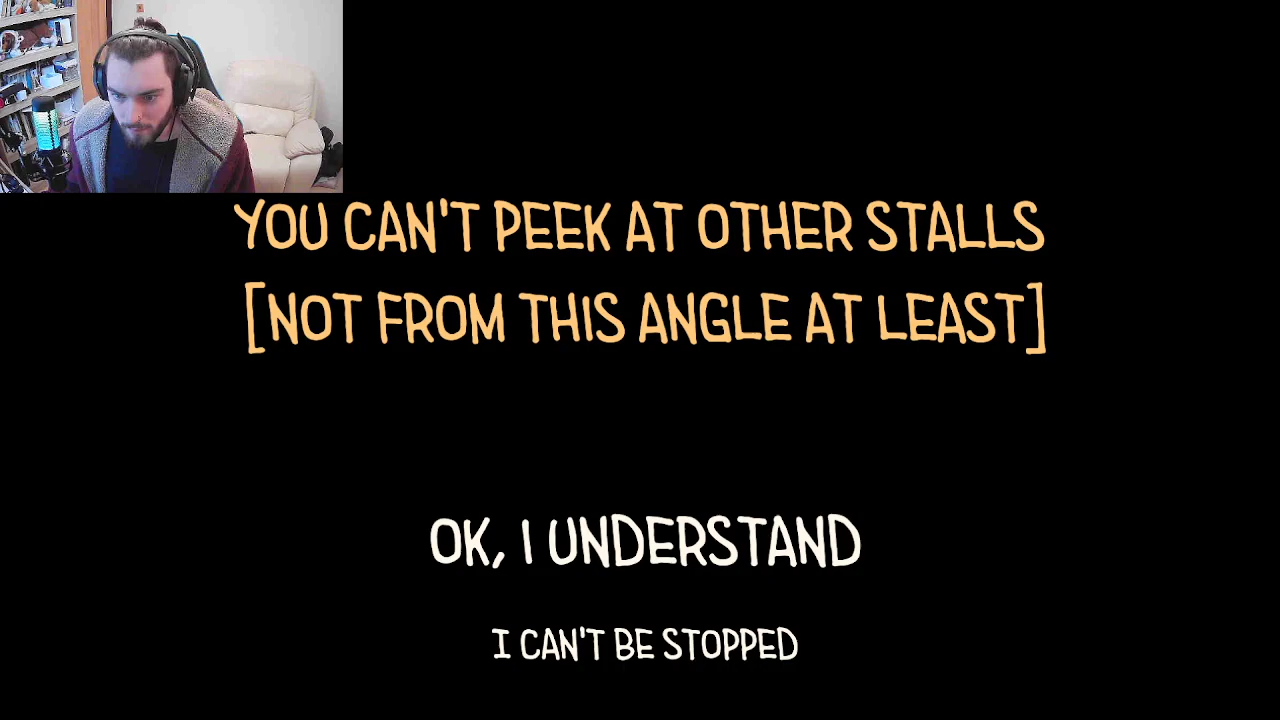 YOU CAN'T PEEK AT OTHER STALLS
[NOT FROM THIS ANGLE AT LEAST]
OK, I UNDERSTAND
I CAN'T BE STOPPED